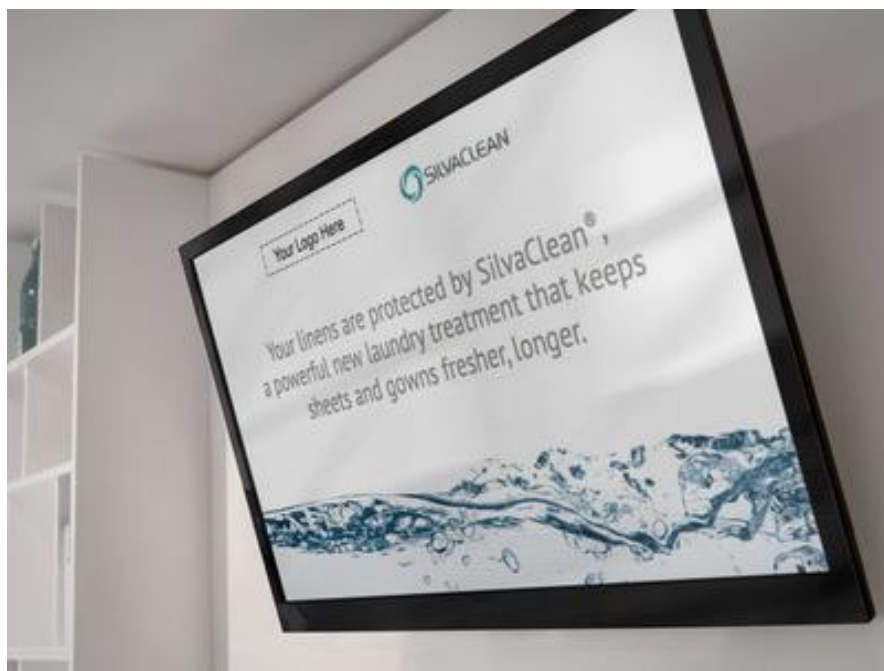 SILVACLEAN
Your Logo Here
Your linens are protected by SilvaClean®,
a powerful new laundry treatment that keeps
sheets and gowns fresher, longer.